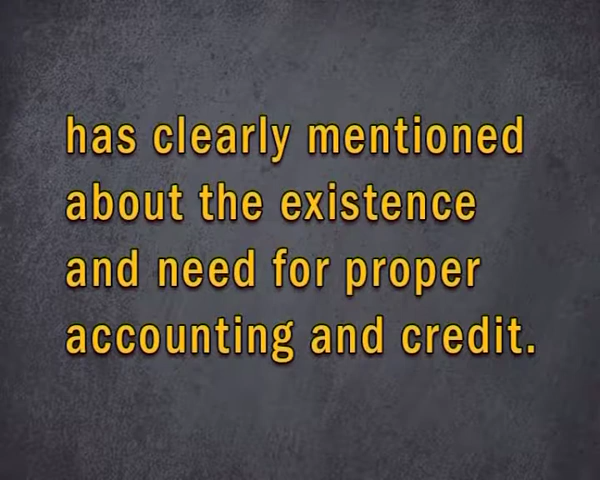 has clearly mentioned
about the existence
and need for proper
accounting and credit.